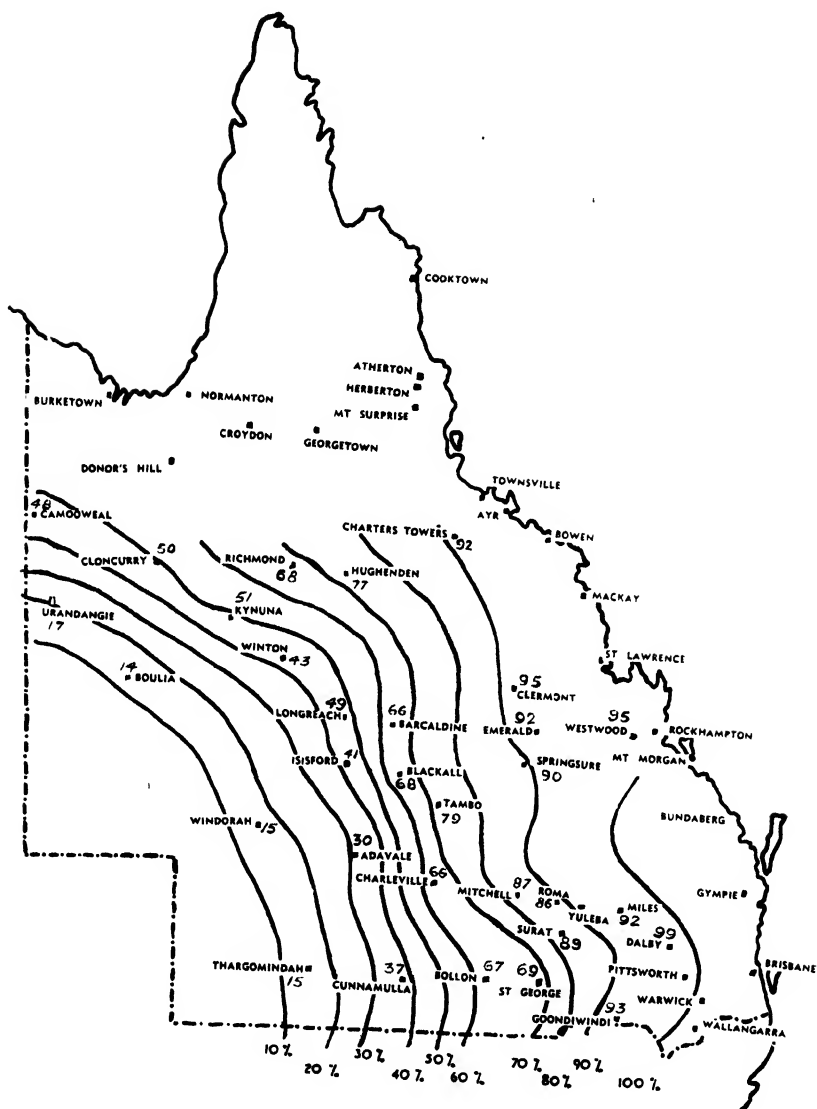 COOKTOWN
ATHERTON
HERBERTON
MT SURPRISE
BURKETOWN
NORMANTON
CROYDON
GEORGETOWN
DONOR'S HILL
TOWNSVILLE
AYR
BOWEN
48
CAMOOWEAL
CHARTERS TOWERS
92
CLONCURRY
50
RICHMOND
68
HUGHENDEN
77
MACKAY
URANDANGIE
17
51
KYNUNA
WINTON
43
ST LAWRENCE
14
BOULIA
95
CLERMONT
LONGREACH
49
66
BARCALDINE
EMERALD
92
WESTWOOD
95
ROCKHAMPTON
MT MORGAN
ISISFORD
41
BLACKALL
68
SPRINGSURE
90
TAMBO
79
WINDORAH
15
BUNDABERG
30
ADAVALE
CHARLEVILLE
66
MITCHELL
87
ROMA
86
YULEBA
MILES
92
GYMPIE
SURAT
89
99
DALBY
THARGOMINDAH
15
CUNNAMULLA
37
BOLLON
67
69
ST GEORGE
PITTSWORTH
BRISBANE
WARWICK
GOONDIWINDI
93
WALLANGARRA
10 %
20 %
30 %
40 %
50 %
60 %
70 %
80 %
90 %
100 %